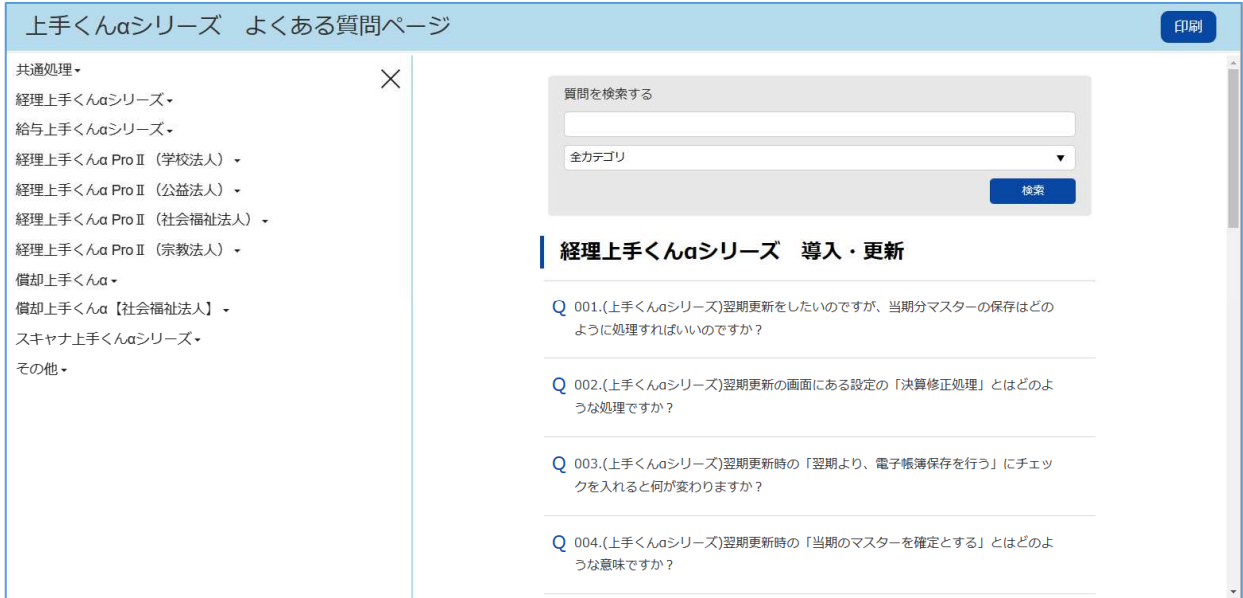 上手くんαシリーズ　よくある質問ページ
印刷
共通処理
経理上手くんαシリーズ
給与上手くんαシリーズ
経理上手くんα ProⅡ（学校法人）
経理上手くんα ProⅡ（公益法人）
経理上手くんα ProⅡ（社会福祉法人）
経理上手くんα ProⅡ（宗教法人）
償却上手くんα
償却上手くんα【社会福祉法人】
スキャナ上手くんαシリーズ
その他
質問を検索する
全カテゴリ
検索
経理上手くんαシリーズ　導入・更新
Q 001.(上手くんαシリーズ)翌期更新をしたいのですが、当期分マスターの保存はどの
ように処理すればいいのですか？
Q 002.(上手くんαシリーズ)翌期更新の画面にある設定の「決算修正処理」とはどのよ
うな処理ですか？
Q 003.(上手くんαシリーズ)翌期更新時の「翌期より、電子帳簿保存を行う」にチェッ
クを入れると何が変わりますか？
Q 004.(上手くんαシリーズ)翌期更新時の「当期のマスターを確定とする」とはどのよ
うな意味ですか？